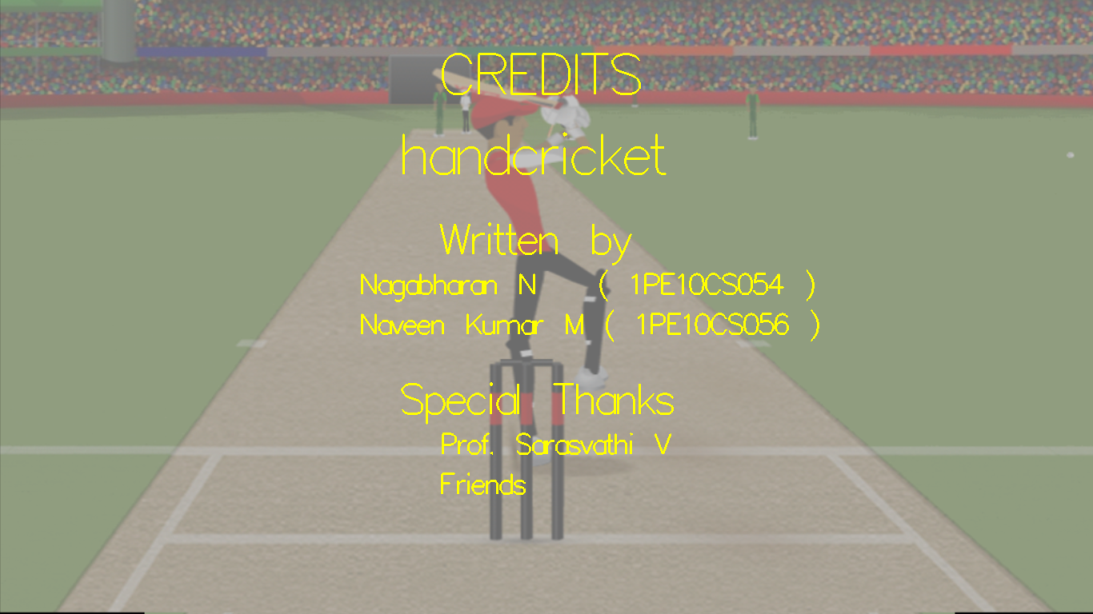 CREDITS
handcricket
Written by
Nagabharan N ( 1PE10CS054 )
Naveen Kumar M ( 1PE10CS056 )
Special Thanks
Prof. Sarasvathi V
Friends